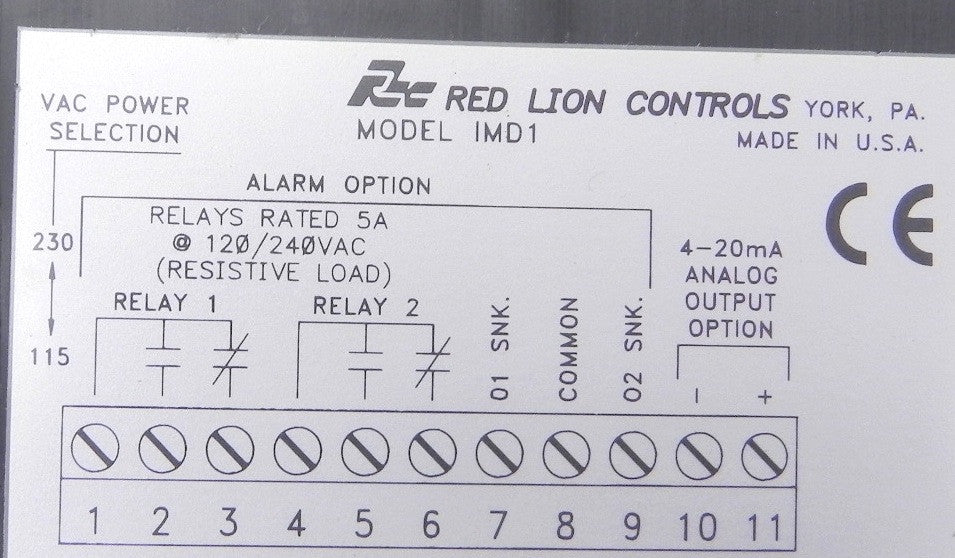 RLC RED LION CONTROLS YORK, PA.
MODEL IMD1
MADE IN U.S.A.
VAC POWER
SELECTION
230
115
ALARM OPTION
RELAYS RATED 5A
@ 120/240VAC
(RESISTIVE LOAD)
RELAY 1
RELAY 2
O1 SNK.
COMMON
O2 SNK.
4-20mA
ANALOG
OUTPUT
OPTION
- +
CE
1 2 3 4 5 6 7 8 9 10 11